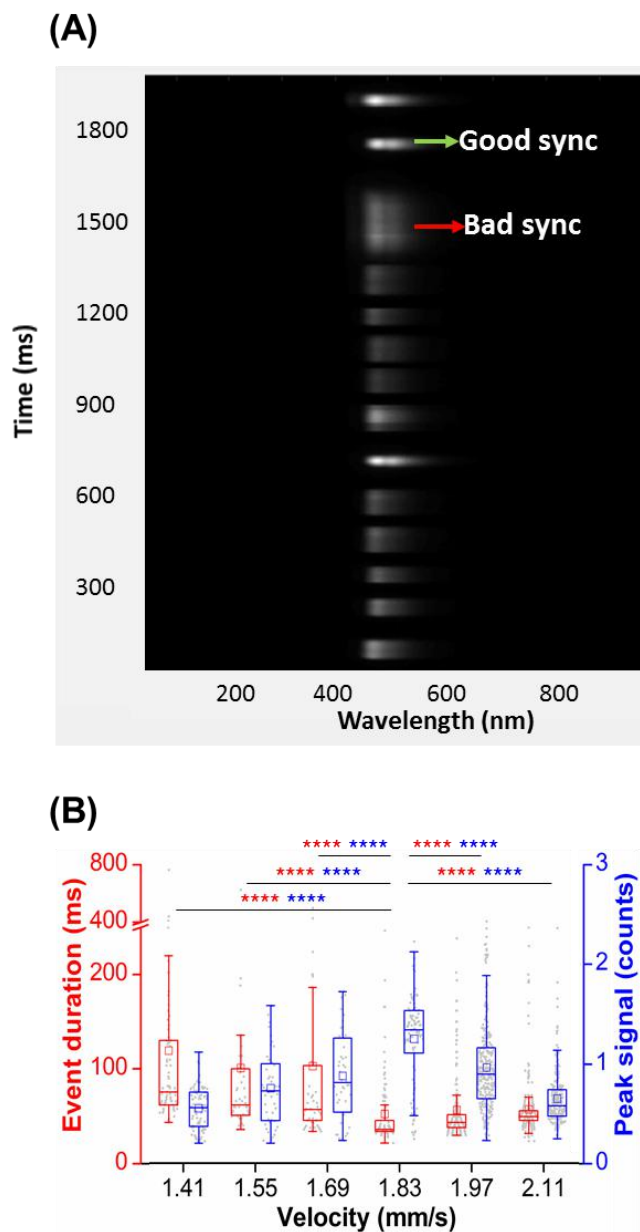 (A)
1800
Good sync
1500
Bad sync
1200
900
600
300
Time (ms)
200 400 600 800
Wavelength (nm)
(B)
**** ****
**** ****
**** ****
**** ****
**** ****
800
400
200
100
0
Event duration (ms)
3
2
1
0
Peak signal (counts)
1.41 1.55 1.69 1.83 1.97 2.11
Velocity (mm/s)